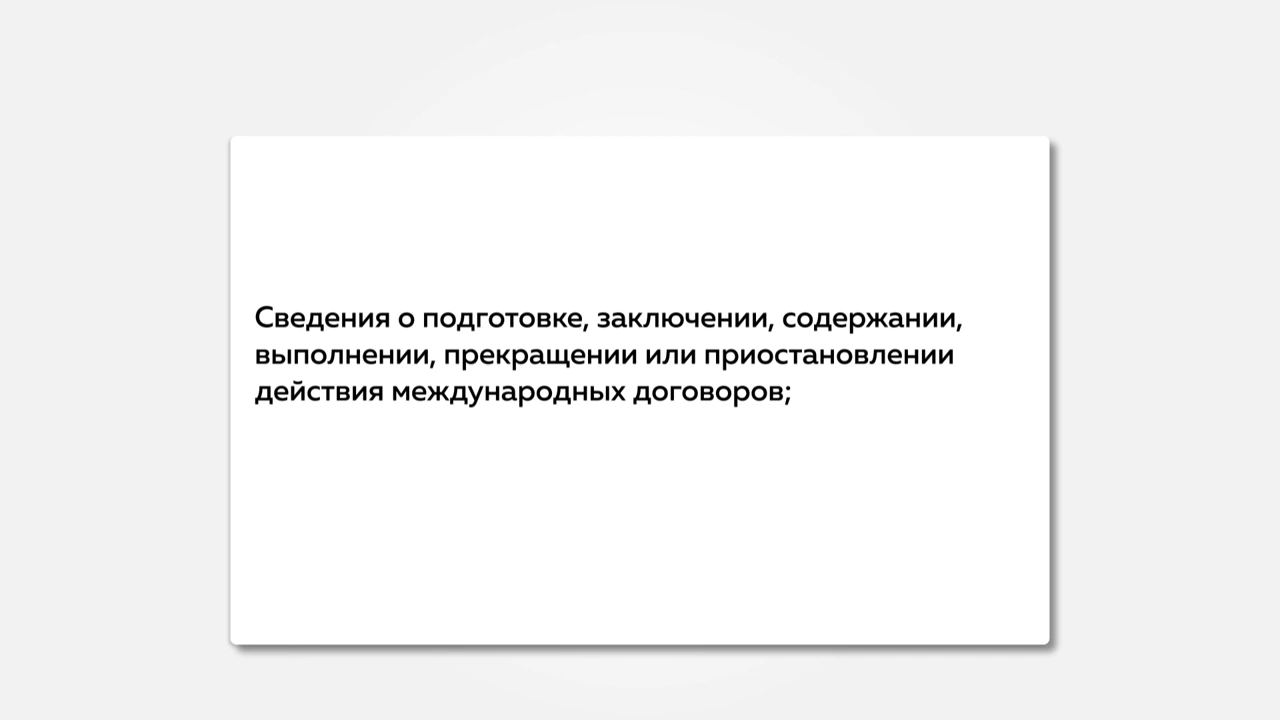 Сведения о подготовке, заключении, содержании,
выполнении, прекращении или приостановлении
действия международных договоров;